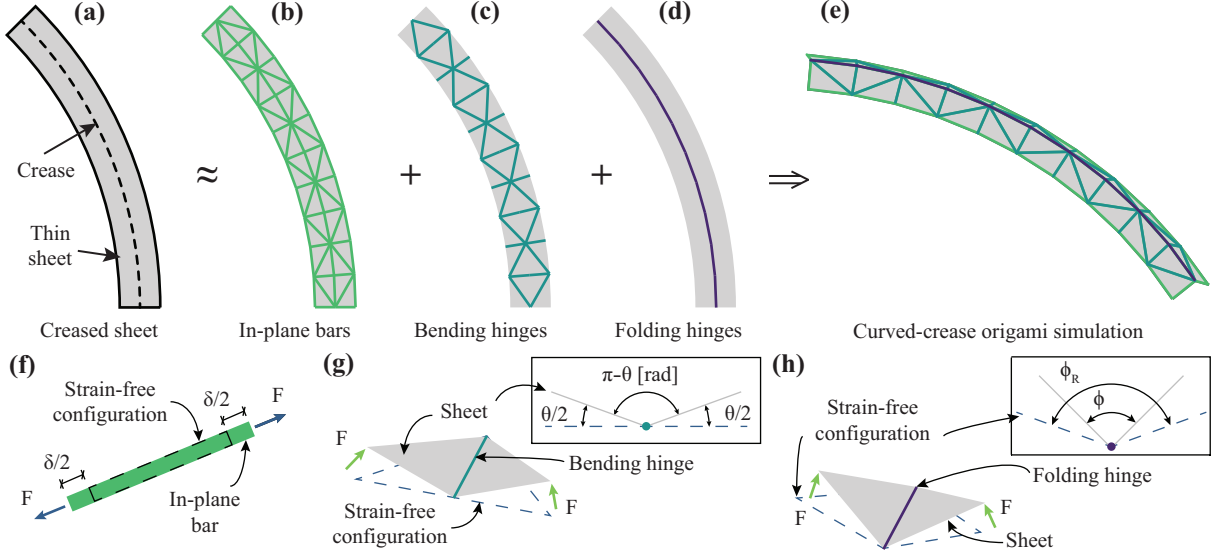 (a)
(b)
(c)
(d)
(e)
Crease
Thin
sheet
≈
+
+
⇒
Creased sheet
In-plane bars
Bending hinges
Folding hinges
Curved-crease origami simulation
(f)
Strain-free
configuration
δ/2
F
δ/2
F
In-plane
bar
(g)
π-θ [rad]
θ/2
θ/2
Sheet
F
Bending hinge
F
Strain-free
configuration
(h)
ϕR
ϕ
Strain-free
configuration
Folding hinge
F
F
Sheet